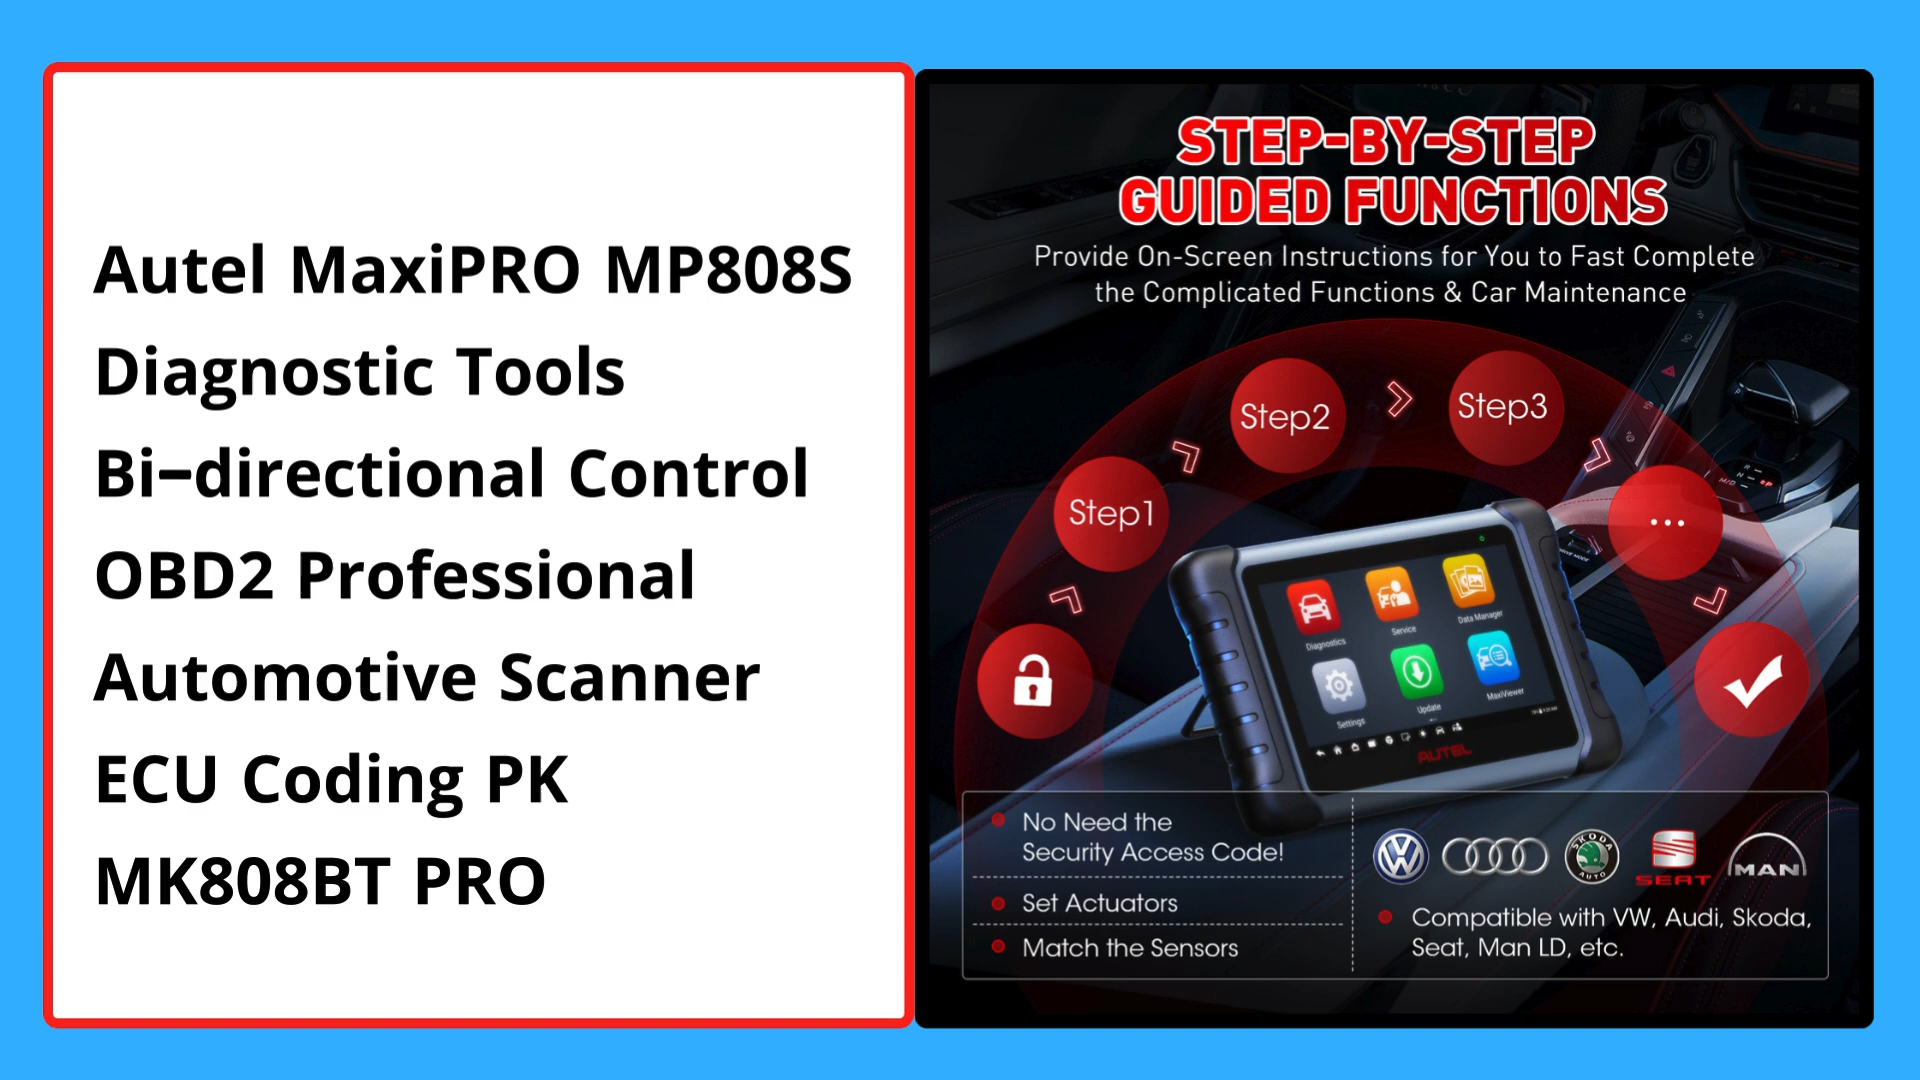 Autel MaxiPRO MP808S
Diagnostic Tools
Bi-directional Control
OBD2 Professional
Automotive Scanner
ECU Coding PK
MK808BT PRO
STEP-BY-STEP
GUIDED FUNCTIONS
Provide On-Screen Instructions for You to Fast Complete
the Complicated Functions & Car Maintenance
Step1
Step2
Step3
...
Diagnostics
Service
Data Manager
Settings
Update
MaxiViewer
AUTEL
No Need the
Security Access Code!
Set Actuators
Match the Sensors
SKODA
AUTO
SEAT
MAN
Compatible with VW, Audi, Skoda,
Seat, Man LD, etc.